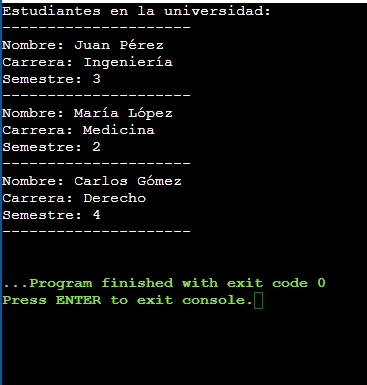 Estudiantes en la universidad:
---------------------
Nombre: Juan Pérez
Carrera: Ingeniería
Semestre: 3
---------------------
Nombre: María López
Carrera: Medicina
Semestre: 2
---------------------
Nombre: Carlos Gómez
Carrera: Derecho
Semestre: 4
---------------------
...Program finished with exit code 0
Press ENTER to exit console.